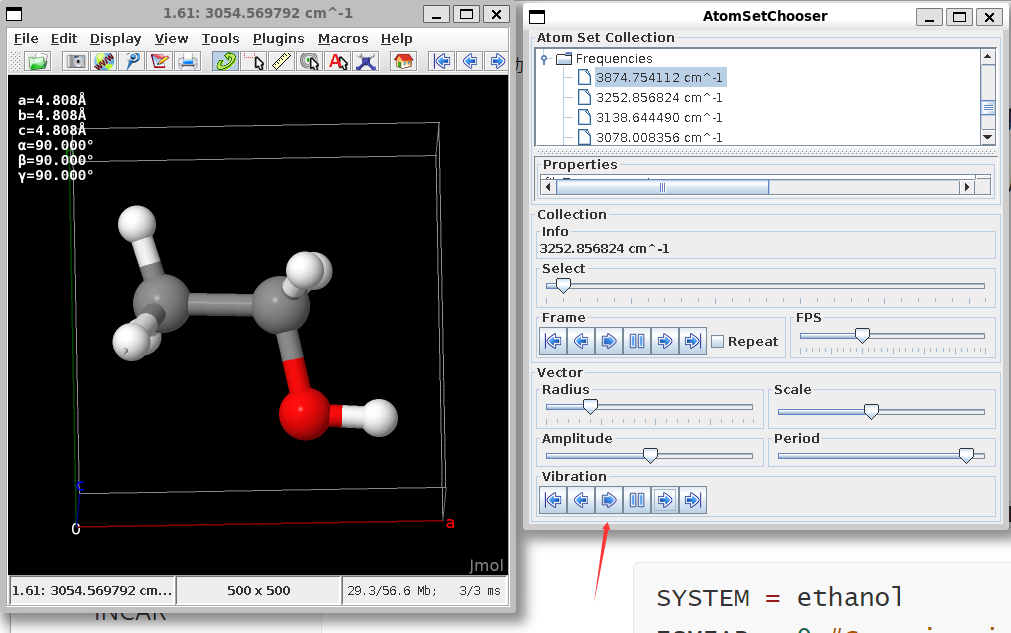 1.61: 3054.569792 cm^-1
File Edit Display View Tools Plugins Macros Help
a=4.808Å
b=4.808Å
c=4.808Å
α=90.000°
β=90.000°
γ=90.000°
0
a
Jmol
1.61: 3054.569792 cm...
500 x 500
29.3/56.6 Mb; 3/3 ms
INCAR
AtomSetChooser
Atom Set Collection
Frequencies
3874.754112 cm^-1
3252.856824 cm^-1
3138.644490 cm^-1
3078.008356 cm^-1
Properties
Collection
Info
3252.856824 cm^-1
Select
Frame
Repeat
FPS
Vector
Radius
Scale
Amplitude
Period
Vibration
SYSTEM = ethanol